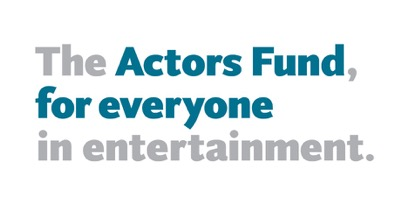 The Actors Fund,
for everyone
in entertainment.